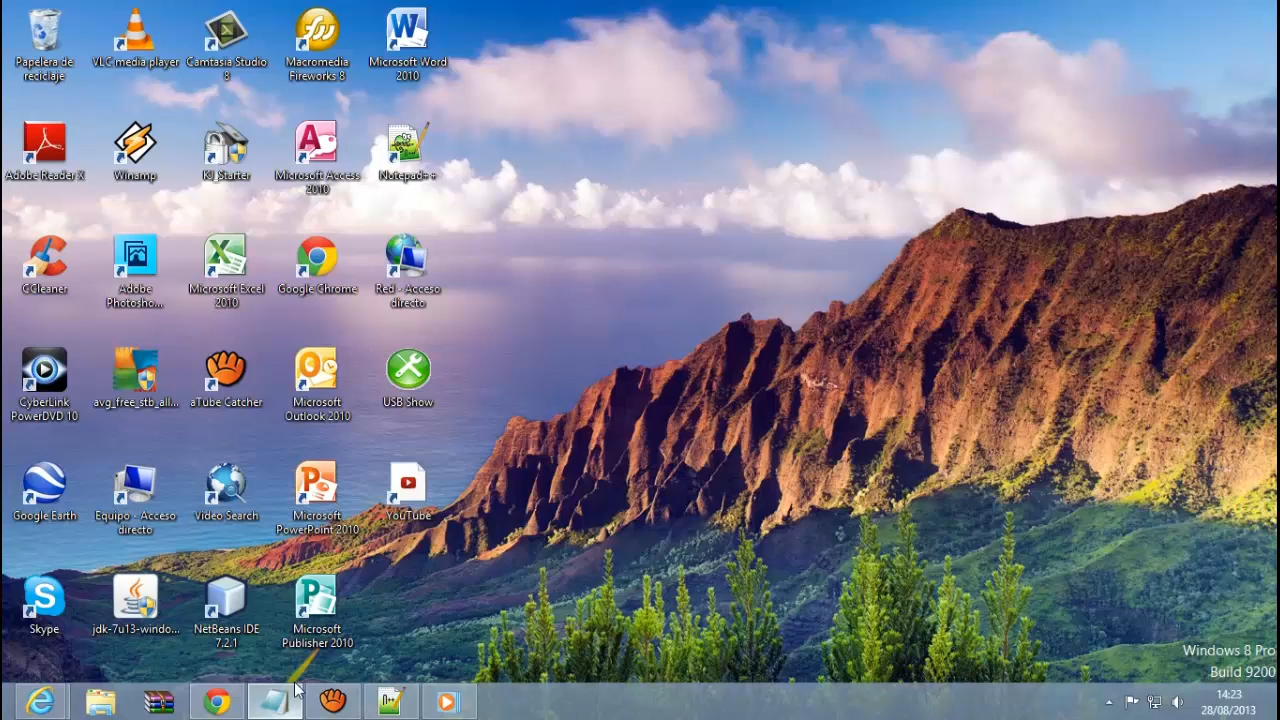 Papelera de
reciclaje
VLC media player
Camtasia Studio
8
Macromedia
Fireworks 8
Microsoft Word
2010
Adobe Reader X
Winamp
KJ_Starter
Microsoft Access
2010
Notepad++
CCleaner
Adobe
Photosho...
Microsoft Excel
2010
Google Chrome
Red - Acceso
directo
CyberLink
PowerDVD 10
avg_free_stb_all...
aTube Catcher
Microsoft
Outlook 2010
USB Show
Google Earth
Equipo - Acceso
directo
Video Search
Microsoft
PowerPoint 2010
YouTube
Skype
jdk-7u13-windo...
NetBeans IDE
7.2.1
Microsoft
Publisher 2010
Windows 8 Pro
Build 9200
14:23
28/08/2013